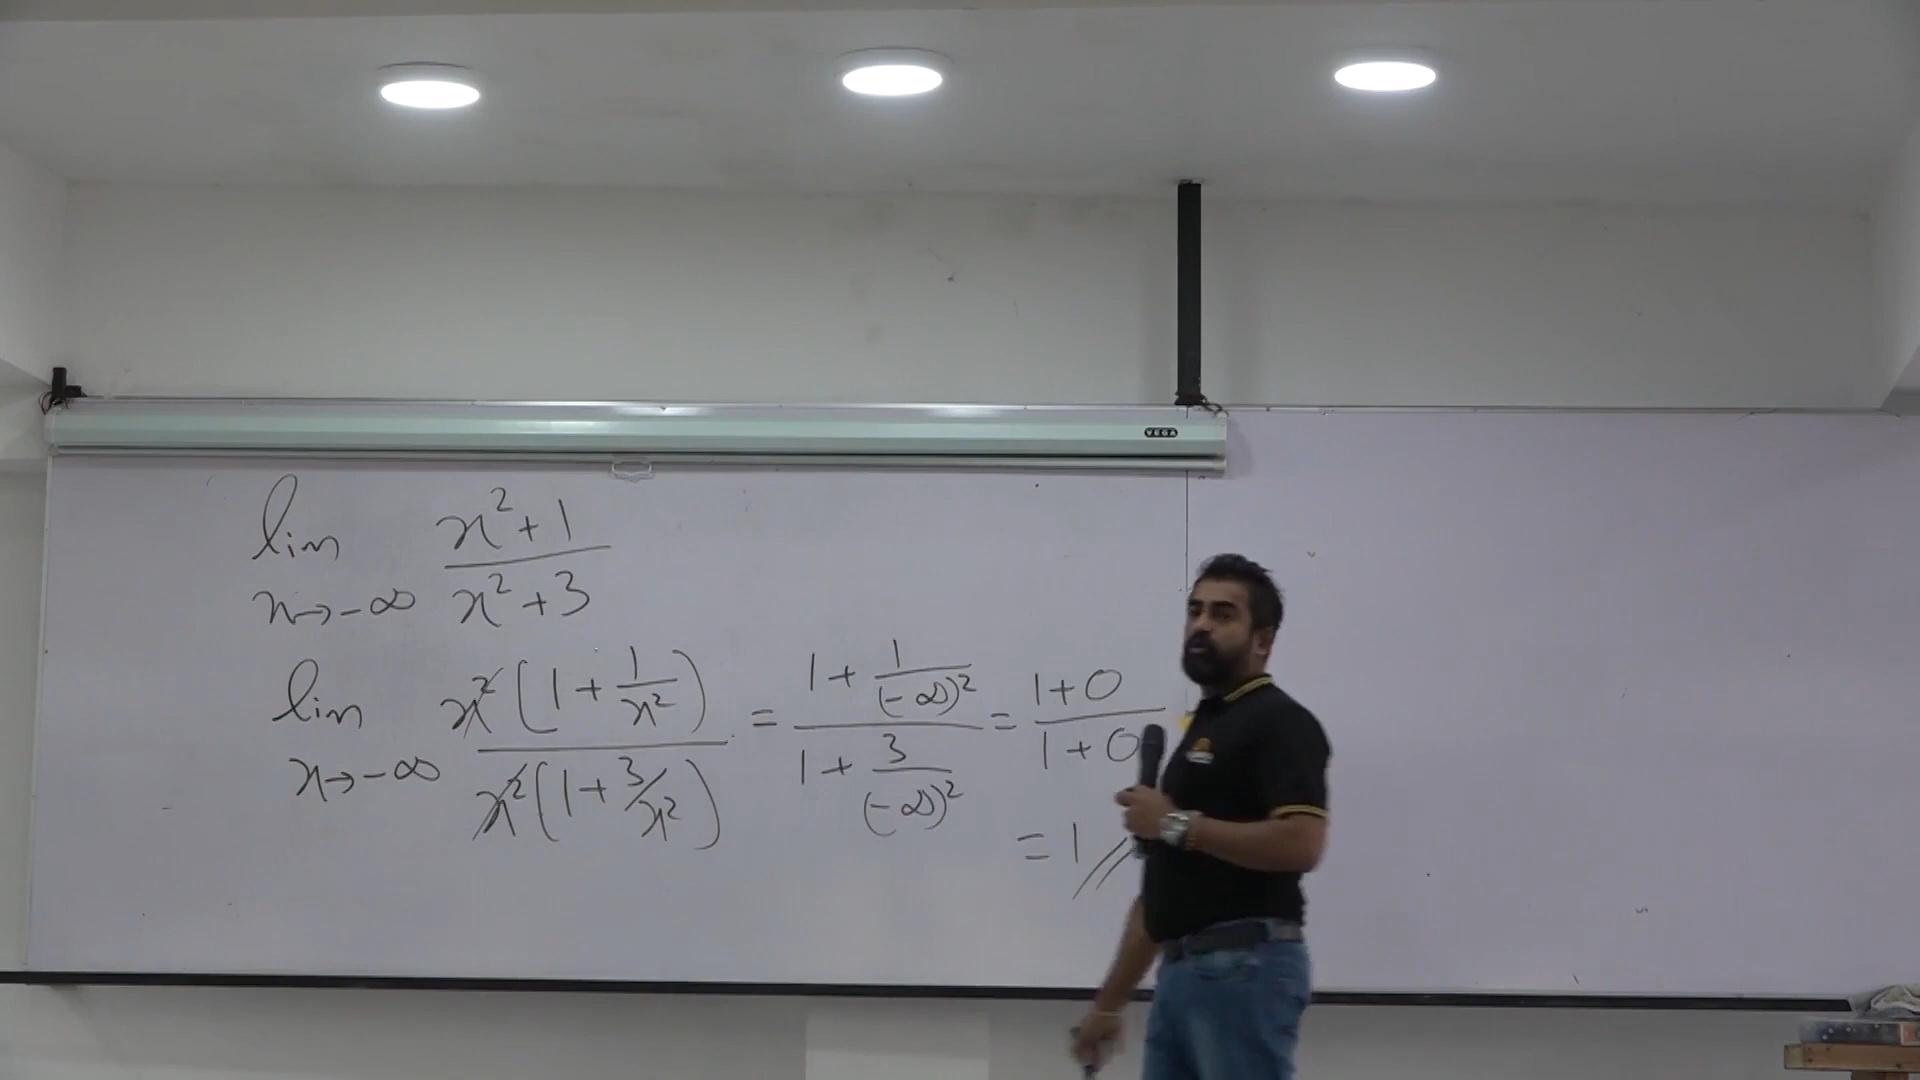 VEGA
lim x²+1 / x²+3
x→-∞
lim x²(1+1/x²) / x²(1+3/x²) = 1+1/(-∞)² / 1+3/(-∞)² = 1+0 / 1+0
x→-∞
= 1